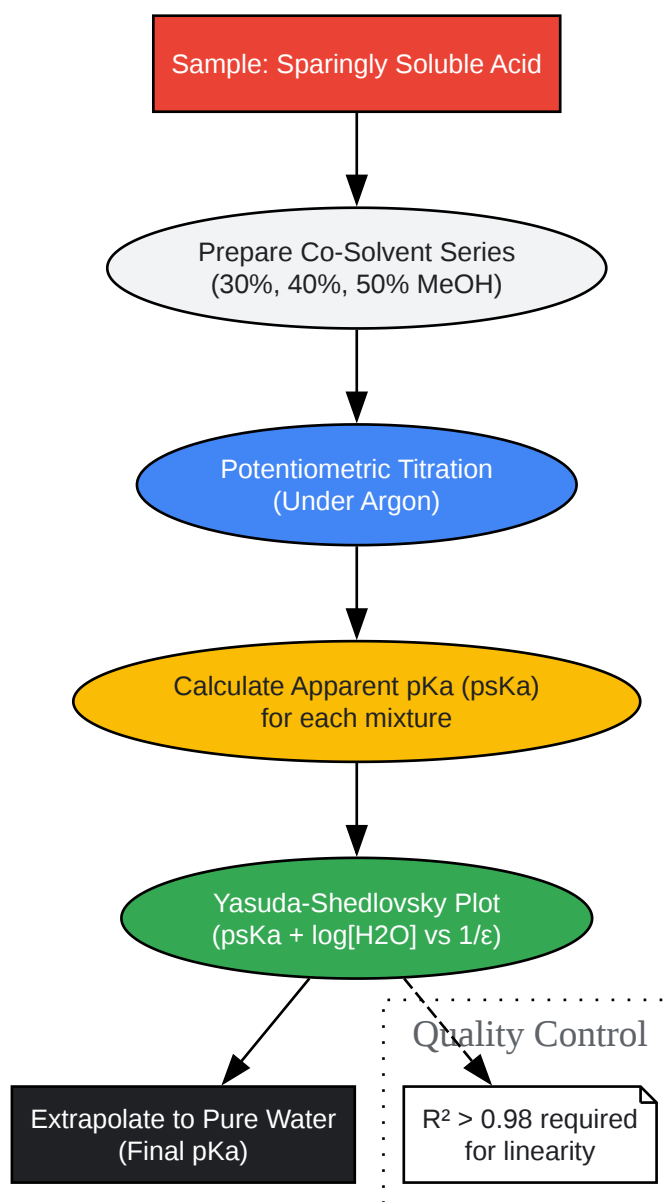 Sample: Sparingly Soluble Acid
Prepare Co-Solvent Series
(30%, 40%, 50% MeOH)
Potentiometric Titration
(Under Argon)
Calculate Apparent pKa (psKa)
for each mixture
Yasuda-Shedlovsky Plot
(psKa + log[H2O] vs 1/ε)
Quality Control
Extrapolate to Pure Water
(Final pKa)
R² > 0.98 required
for linearity